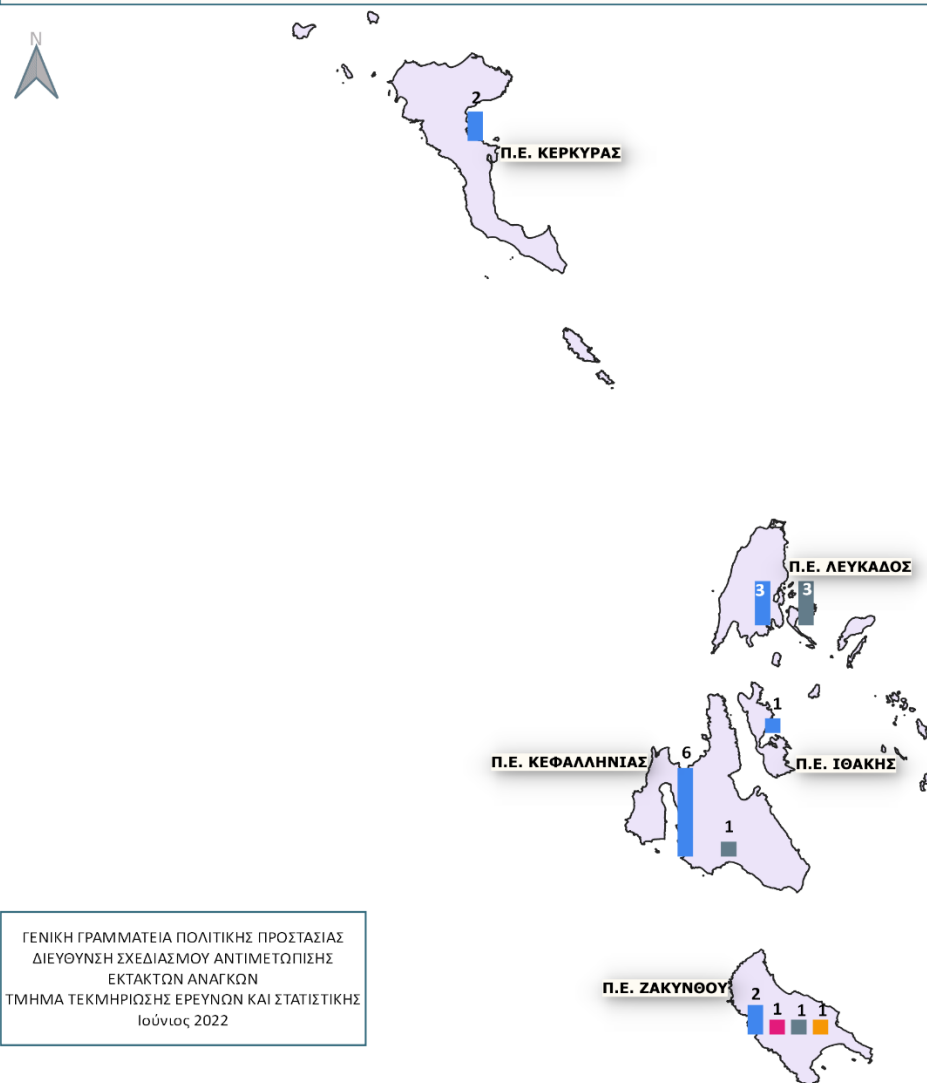 N
2
Π.Ε. ΚΕΡΚΥΡΑΣ
Π.Ε. ΛΕΥΚΑΔΟΣ
3 3
1
Π.Ε. ΚΕΦΑΛΛΗΝΙΑΣ
6
Π.Ε. ΙΘΑΚΗΣ
1
ΓΕΝΙΚΗ ΓΡΑΜΜΑΤΕΙΑ ΠΟΛΙΤΙΚΗΣ ΠΡΟΣΤΑΣΙΑΣ
ΔΙΕΥΘΥΝΣΗ ΣΧΕΔΙΑΣΜΟΥ ΑΝΤΙΜΕΤΩΠΙΣΗΣ
ΕΚΤΑΚΤΩΝ ΑΝΑΓΚΩΝ
ΤΜΗΜΑ ΤΕΚΜΗΡΙΩΣΗΣ ΕΡΕΥΝΩΝ ΚΑΙ ΣΤΑΤΙΣΤΙΚΗΣ
Ιούνιος 2022
Π.Ε. ΖΑΚΥΝΘΟΥ
2 1 1 1